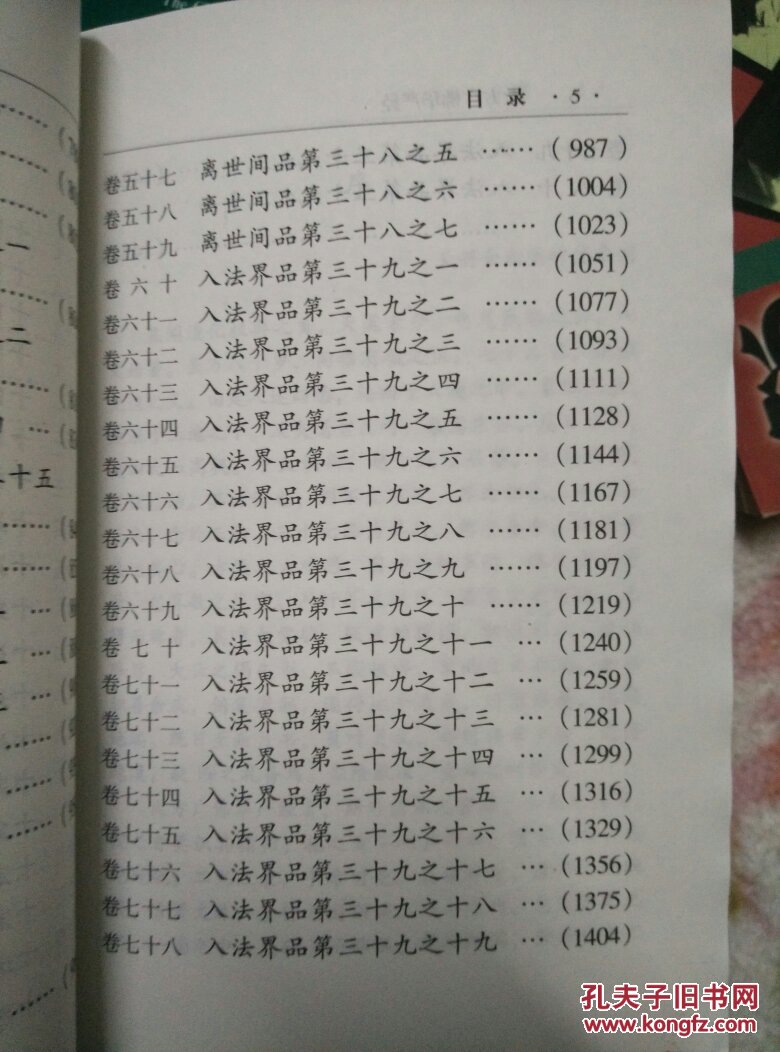 目录 ·5·
卷五十七 离世间品第三十八之五 ……（987）
卷五十八 离世间品第三十八之六 ……（1004）
卷五十九 离世间品第三十八之七 ……（1023）
卷六十 入法界品第三十九之一 ……（1051）
卷六十一 入法界品第三十九之二 ……（1077）
卷六十二 入法界品第三十九之三 ……（1093）
卷六十三 入法界品第三十九之四 ……（1111）
卷六十四 入法界品第三十九之五 ……（1128）
卷六十五 入法界品第三十九之六 ……（1144）
卷六十六 入法界品第三十九之七 ……（1167）
卷六十七 入法界品第三十九之八 ……（1181）
卷六十八 入法界品第三十九之九 ……（1197）
卷六十九 入法界品第三十九之十 ……（1219）
卷七十 入法界品第三十九之十一 …（1240）
卷七十一 入法界品第三十九之十二 …（1259）
卷七十二 入法界品第三十九之十三 …（1281）
卷七十三 入法界品第三十九之十四 …（1299）
卷七十四 入法界品第三十九之十五 …（1316）
卷七十五 入法界品第三十九之十六 …（1329）
卷七十六 入法界品第三十九之十七 …（1356）
卷七十七 入法界品第三十九之十八 …（1375）
卷七十八 入法界品第三十九之十九 …（1404）
孔夫子旧书网
www.kongfz.com